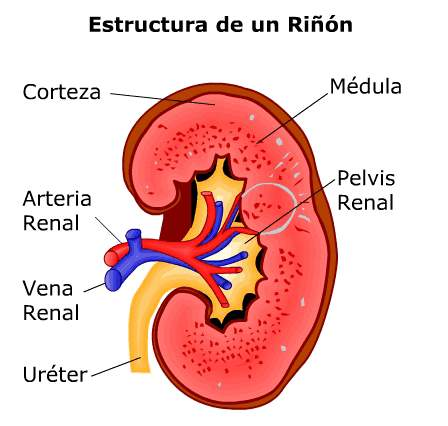 Estructura de un Riñón
Corteza
Médula
Arteria
Renal
Pelvis
Renal
Vena
Renal
Uréter